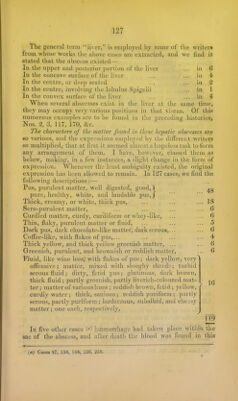 127
The general term “liver,” is employed by some of the writers
from whose works the above cases are extracted, and we find it
stated that the abscess existed—
In the upper and posterior portion of the liver ... in 6
In the concave surface of the liver ... in 4
In the centre, or deep seated ... in 2
In the centre, involving the lobulus Spigelii ... in 1
In the convex surface of the liver ... in 4
When several abscesses exist in the liver at the same time,
they may occupy very various positions in that viscus. Of this
numerous examples are to be found in the preceding histories,
Nos. 2, 3, 117, 170, &c.
The characters of the matter found in these hepatic abscesses are
so various, and the expressions employed by the different writers
so multiplied, that at first it seemed almost a hopeless task to form
any arrangement of them. I have, however, classed them as
below, making, in a few instances, a slight change in the form of
expression. Whenever the least ambiguity existed, the original
expression has been allowed to remain. In 127 cases, we find the
following descriptions:—
Pus, purulent matter, well digested, good,
pure, healthy, white, and laudable pus, } ... 48
Thick, creamy, or white, thick pus, ... 18
Sero-purulent matter, ... 6
Curdled matter, curdy, curdiform or whey-like, ... 6
Thin, flaky, purulent matter or fluid, ... 5
Dark pus, dark chocolate-like matter, dark serous, ... 6
Coffee-like, with flakes of pus, ... 4
Thick yellow, and thick yellow greenish matter, ... 6
Greenish, purulent, and brownish or reddish matter, ... 6
Fluid, like wine lees; with flakes of pus; dark yellow, very
offensive; matter, mixed with sloughy shreds; turbid
serous fluid; dirty, fetid pus; glutinous, dark brown,
thick fluid; partly greenish, partly feverish-coloured matter; matter of various hues; reddish brown, fetid; yellow,
curdly water; thick, ourious; reddish puriform; partly
serous, partly puriform; lardaceous, suballoid, and cheesy
matter; one each, respectively, 16
119
In five other cases (a) hæmorrhage had taken place within the
sac of the abscess, and after death the blood was found in this
(a) Cases 87, 158, 188, 226, 258.